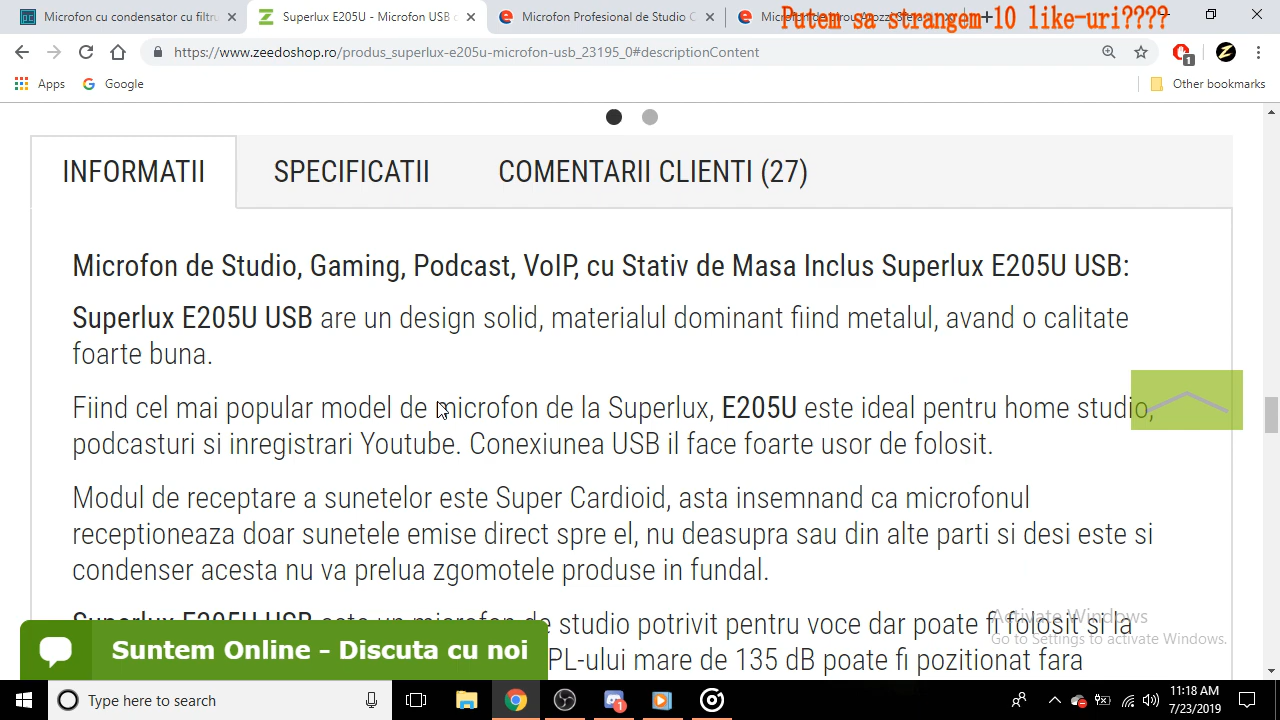 Microfon cu condensator cu filtru
Superlux E205U - Microfon USB
Microfon Profesional de Studio C
Putem sa strangem 10 like-uri????
https://www.zeedoshop.ro/produs_superlux-e205u-microfon-usb_23195_0#descriptionContent
1
Apps
Google
Other bookmarks
INFORMATII
SPECIFICATII
COMENTARII CLIENTI (27)
Microfon de Studio, Gaming, Podcast, VoIP, cu Stativ de Masa Inclus Superlux E205U USB:
Superlux E205U USB are un design solid, materialul dominant fiind metalul, avand o calitate
foarte buna.
Fiind cel mai popular model de microfon de la Superlux, E205U este ideal pentru home studio,
podcasturi si inregistrari Youtube. Conexiunea USB il face foarte usor de folosit.
Modul de receptare a sunetelor este Super Cardioid, asta insemnand ca microfonul
receptioneaza doar sunetele emise direct spre el, nu deasupra sau din alte parti si desi este si
condenser acesta nu va prelua zgomotele produse in fundal.
Superlux E205U USB este un microfon de studio potrivit pentru voce dar poate fi folosit si la
PL-ului mare de 135 dB poate fi pozitionat fara
Suntem Online - Discuta cu noi
Activate Windows
Go to Settings to activate Windows.
Type here to search
1
11:18 AM
7/23/2019